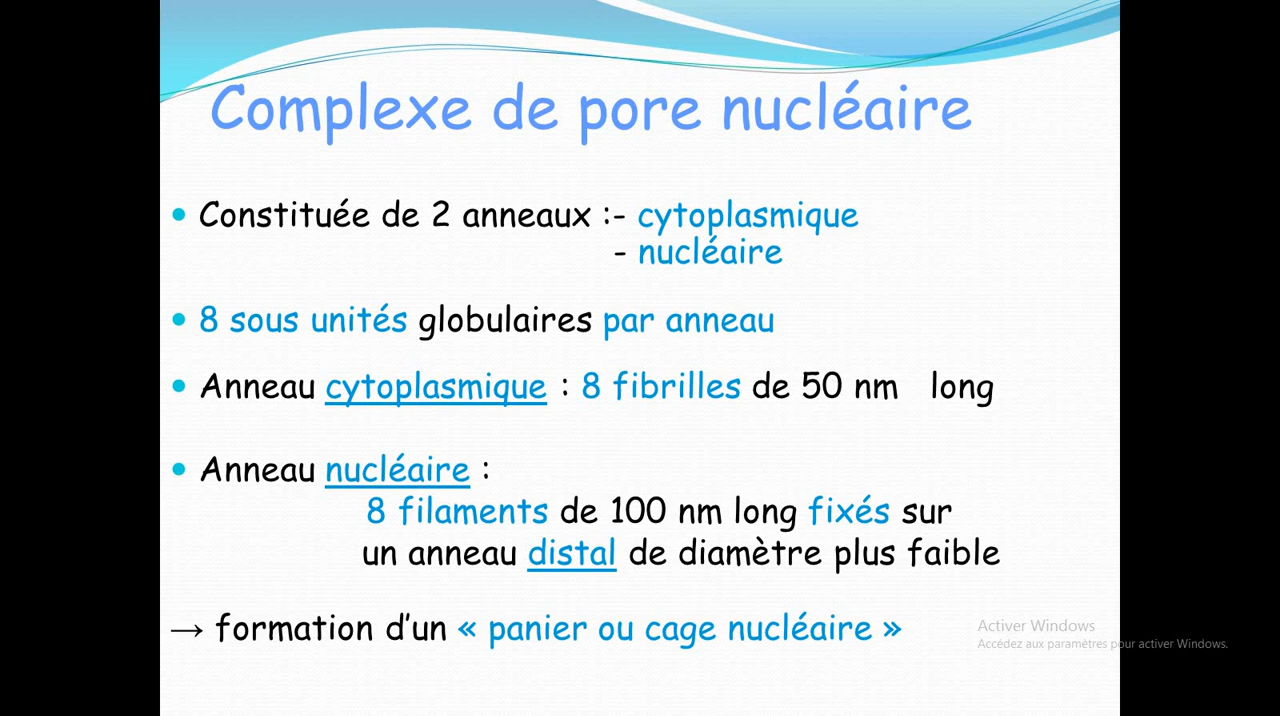 Complexe de pore nucléaire
• Constituée de 2 anneaux :- cytoplasmique
- nucléaire
• 8 sous unités globulaires par anneau
• Anneau cytoplasmique : 8 fibrilles de 50 nm long
• Anneau nucléaire :
8 filaments de 100 nm long fixés sur
un anneau distal de diamètre plus faible
→ formation d’un « panier ou cage nucléaire »
Activer Windows
Accédez aux paramètres pour activer Windows.